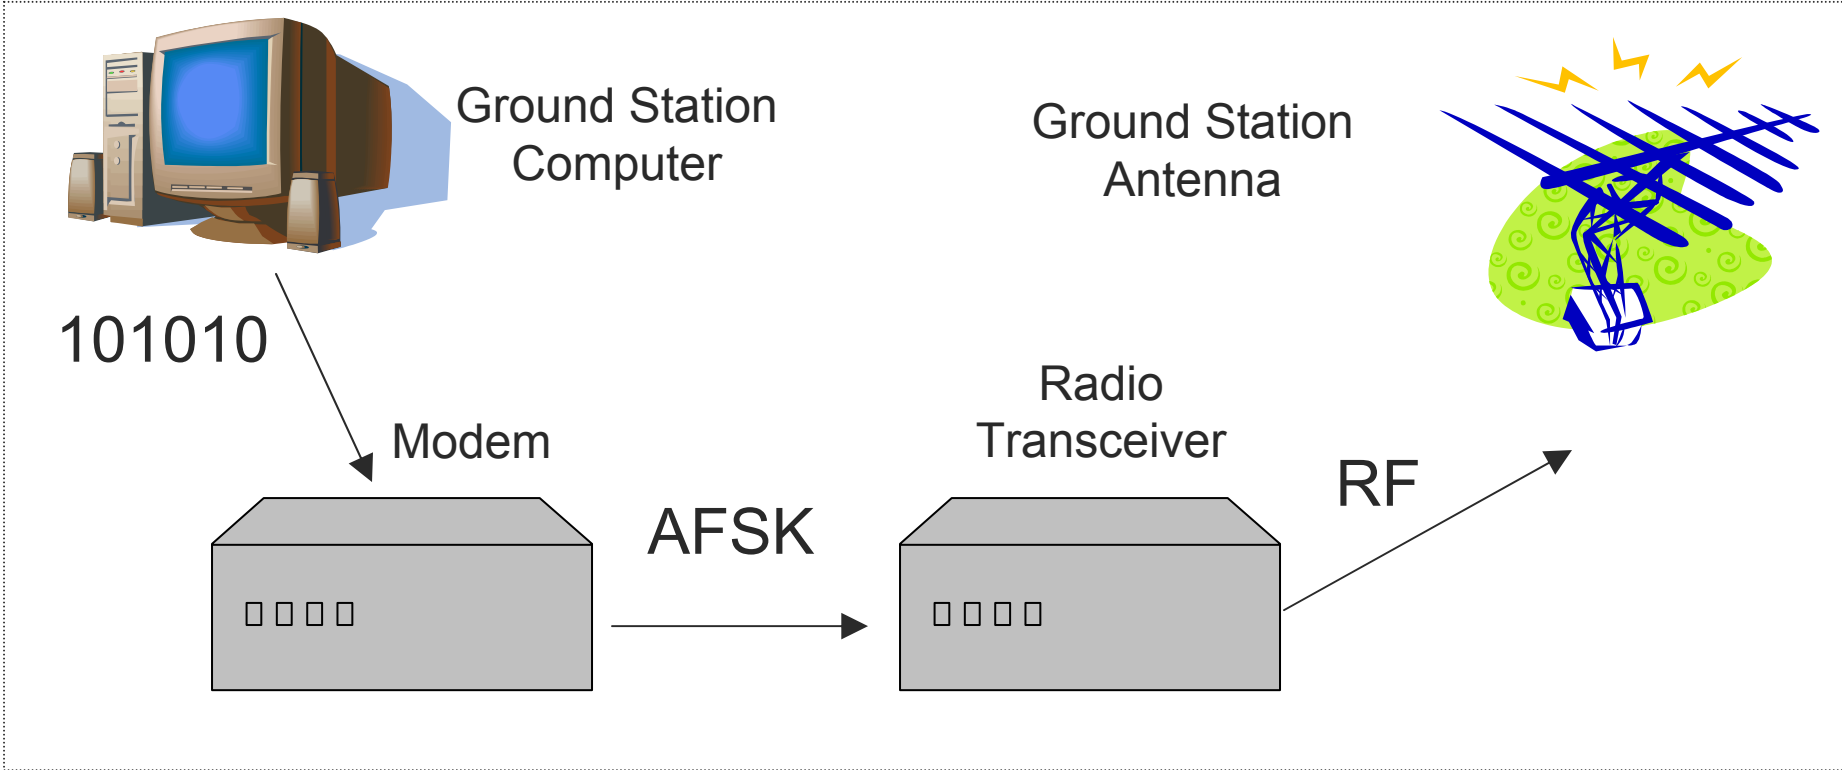 Ground Station
Computer
Ground Station
Antenna
101010
Modem
AFSK
Radio
Transceiver
RF